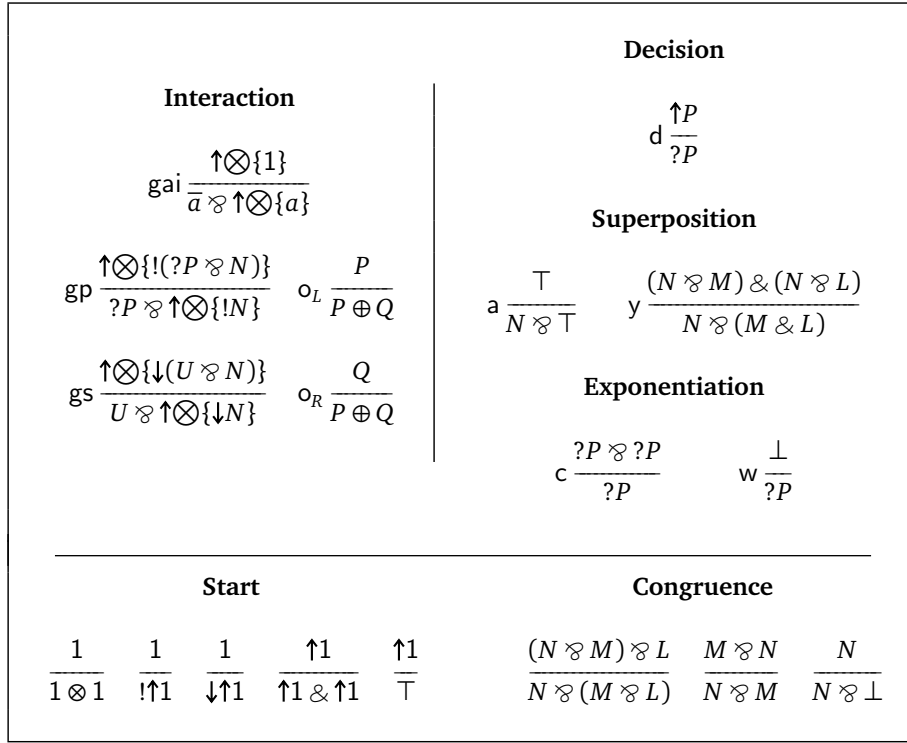 Interaction
gai ↑⊗{1} / a̅ ⅋ ↑⊗{a}
gp ↑⊗{!(?P ⅋ N)} / ?P ⅋ ↑⊗{!N} o_L P / P ⊕ Q
gs ↑⊗{↓(U ⅋ N)} / U ⅋ ↑⊗{↓N} o_R Q / P ⊕ Q
Decision
d ↑P / ?P
Superposition
a ⊤ / N ⅋ ⊤ y (N ⅋ M) & (N ⅋ L) / N ⅋ (M & L)
Exponentiation
c ?P ⅋ ?P / ?P w ⊥ / ?P
Start
1 / 1 ⊗ 1 1 / !↑1 1 / ↓↑1 ↑1 / ↑1 & ↑1 ↑1 / ⊤
Congruence
(N ⅋ M) ⅋ L / N ⅋ (M ⅋ L) M ⅋ N / N ⅋ M N / N ⅋ ⊥